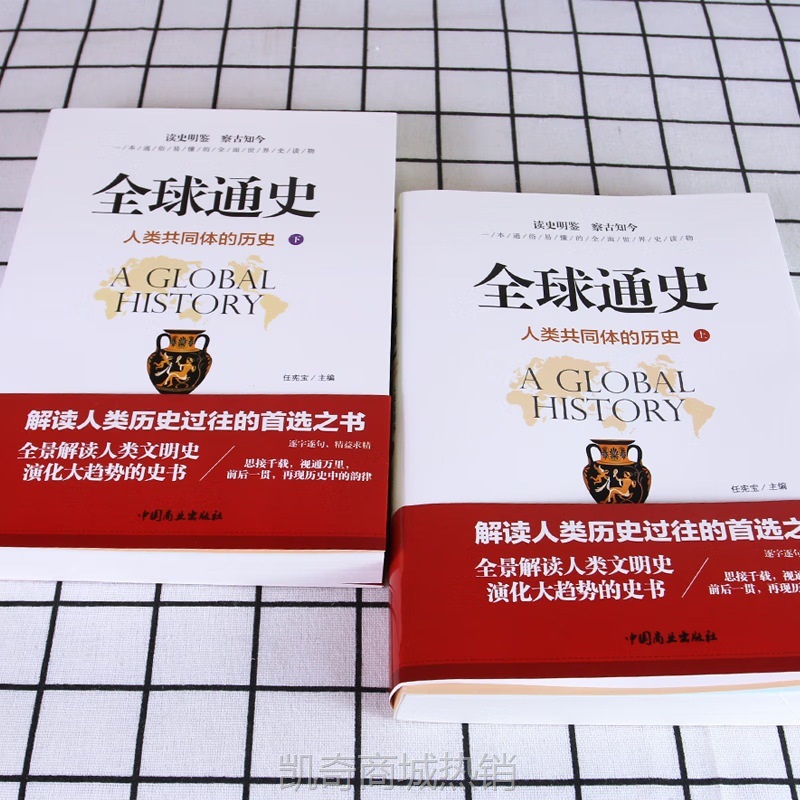 读史明鉴 察古知今
一/本/通/俗/易/懂/的/全/面/世/界/史/读/物
全球通史
人类共同体的历史 下
A GLOBAL
HISTORY
任宪宝/主编
解读人类历史过往的首选之书
逐字逐句，精益求精
全景解读人类文明史
演化大趋势的史书
思接千载，视通万里，
前后一贯，再现历史中的韵律
中国商业出版社
读史明鉴 察古知今
一/本/通/俗/易/懂/的/全/面/世/界/史/读/物
全球通史
人类共同体的历史 上
A GLOBAL
HISTORY
任宪宝/主编
解读人类历史过往的首选之
逐字逐句
全景解读人类文明史
演化大趋势的史书
思接千载，视通
前后一贯，再现历
中国商业出版社
凯奇商城热销